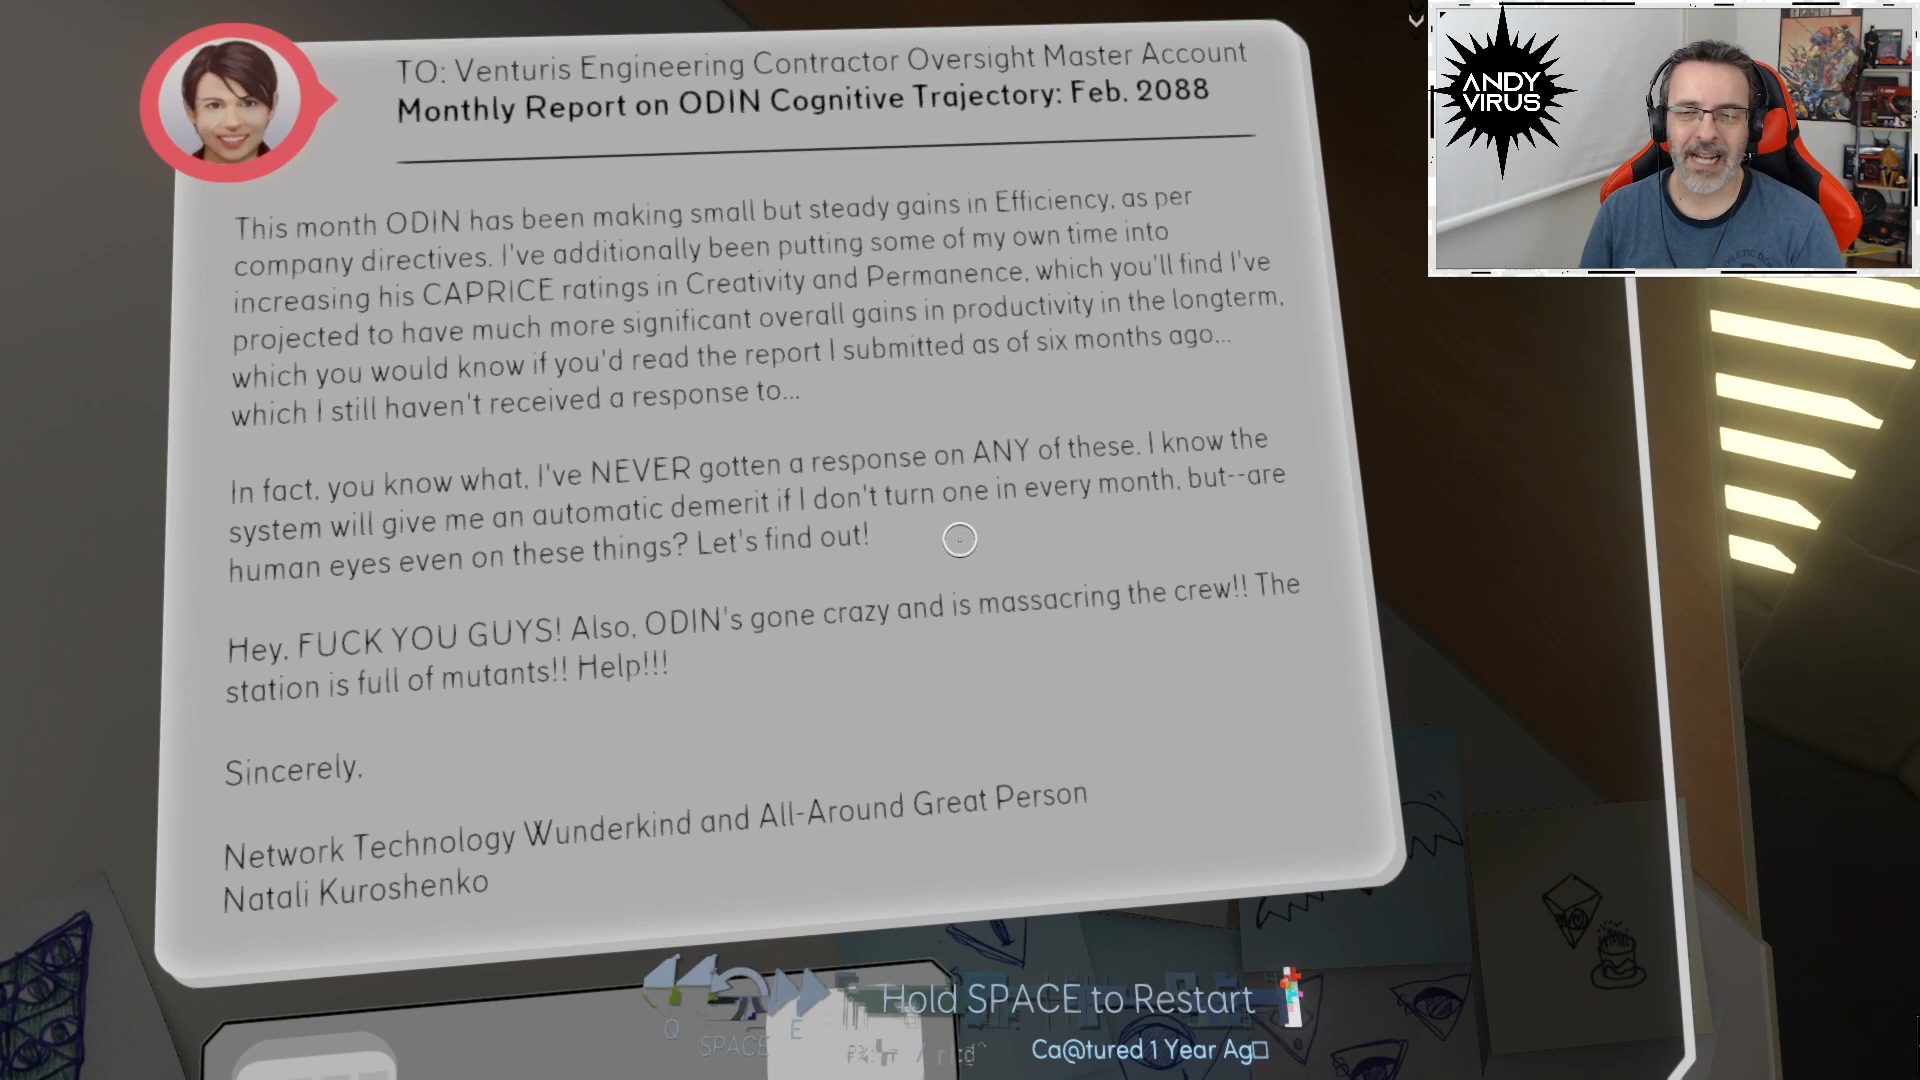 TO: Venturis Engineering Contractor Oversight Master Account
Monthly Report on ODIN Cognitive Trajectory: Feb. 2088
This month ODIN has been making small but steady gains in Efficiency, as per
company directives. I've additionally been putting some of my own time into
increasing his CAPRICE ratings in Creativity and Permanence, which you'll find I've
projected to have much more significant overall gains in productivity in the longterm,
which you would know if you'd read the report I submitted as of six months ago...
which I still haven't received a response to...
In fact, you know what, I've NEVER gotten a response on ANY of these. I know the
system will give me an automatic demerit if I don't turn one in every month, but--are
human eyes even on these things? Let's find out!
Hey, FUCK YOU GUYS! Also, ODIN's gone crazy and is massacring the crew!! The
station is full of mutants!! Help!!!
Sincerely,
Network Technology Wunderkind and All-Around Great Person
Natali Kuroshenko
ANDY
VIRUS
Hold SPACE to Restart
Q
SPACE
E
Ca@tured 1 Year Ag□